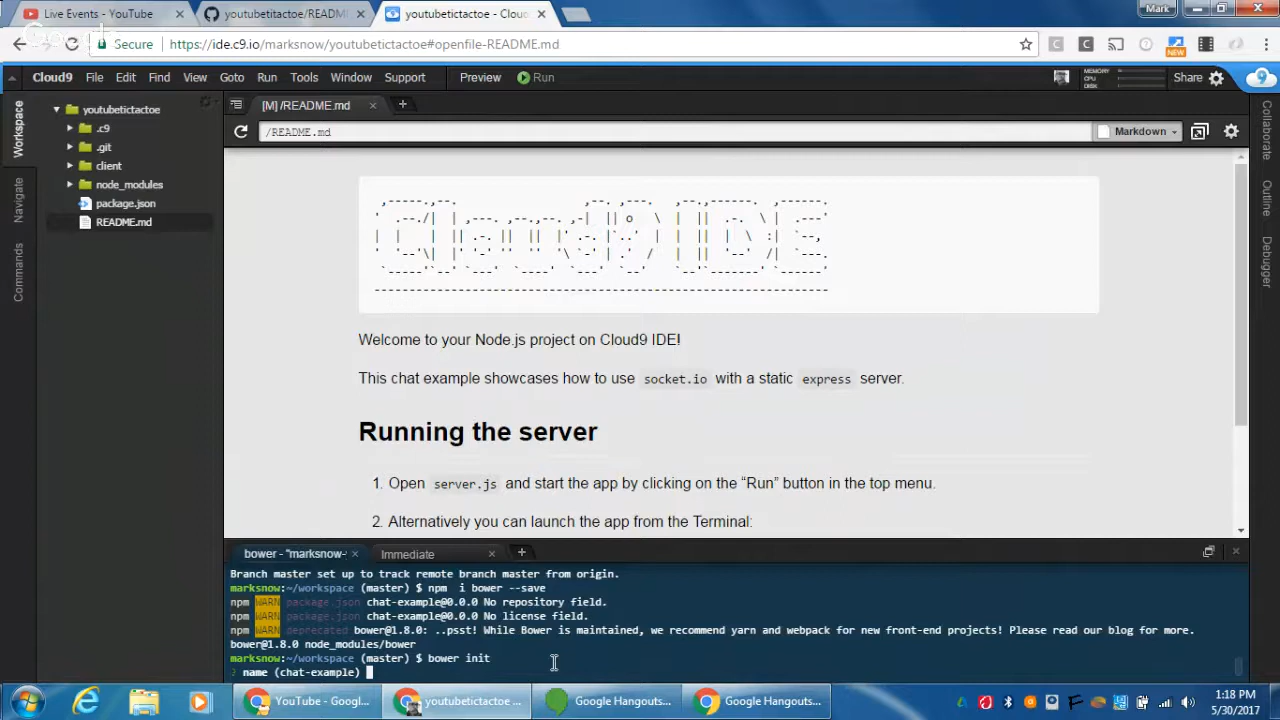 Live Events - YouTube
youtubetictactoe/README
youtubetictactoe - Cloud
Mark
Google
Secure
https://ide.c9.io/marksnow/youtubetictactoe#openfile-README.md
NEW
Cloud9 File Edit Find View Goto Run Tools Window Support Preview Run
MEMORY
CPU
DISK
Share
Workspace
Navigate
Commands
youtubetictactoe
.c9
.git
client
node_modules
package.json
README.md
[M] /README.md
/README.md
Markdown
Collaborate
Outline
Debugger
Welcome to your Node.js project on Cloud9 IDE!
This chat example showcases how to use socket.io with a static express server.
Running the server
1. Open server.js and start the app by clicking on the “Run” button in the top menu.
2. Alternatively you can launch the app from the Terminal:
bower - "marksnow-
Immediate
Branch master set up to track remote branch master from origin.
marksnow:~/workspace (master) $ npm i bower --save
npm WARN package.json chat-example@0.0.0 No repository field.
npm WARN package.json chat-example@0.0.0 No license field.
npm WARN deprecated bower@1.8.0: ..psst! While Bower is maintained, we recommend yarn and webpack for new front-end projects! Please read our blog for more.
bower@1.8.0 node_modules/bower
marksnow:~/workspace (master) $ bower init
? name (chat-example)
YouTube - Googl...
youtubetictactoe ...
Google Hangouts...
Google Hangouts...
1:18 PM
5/30/2017